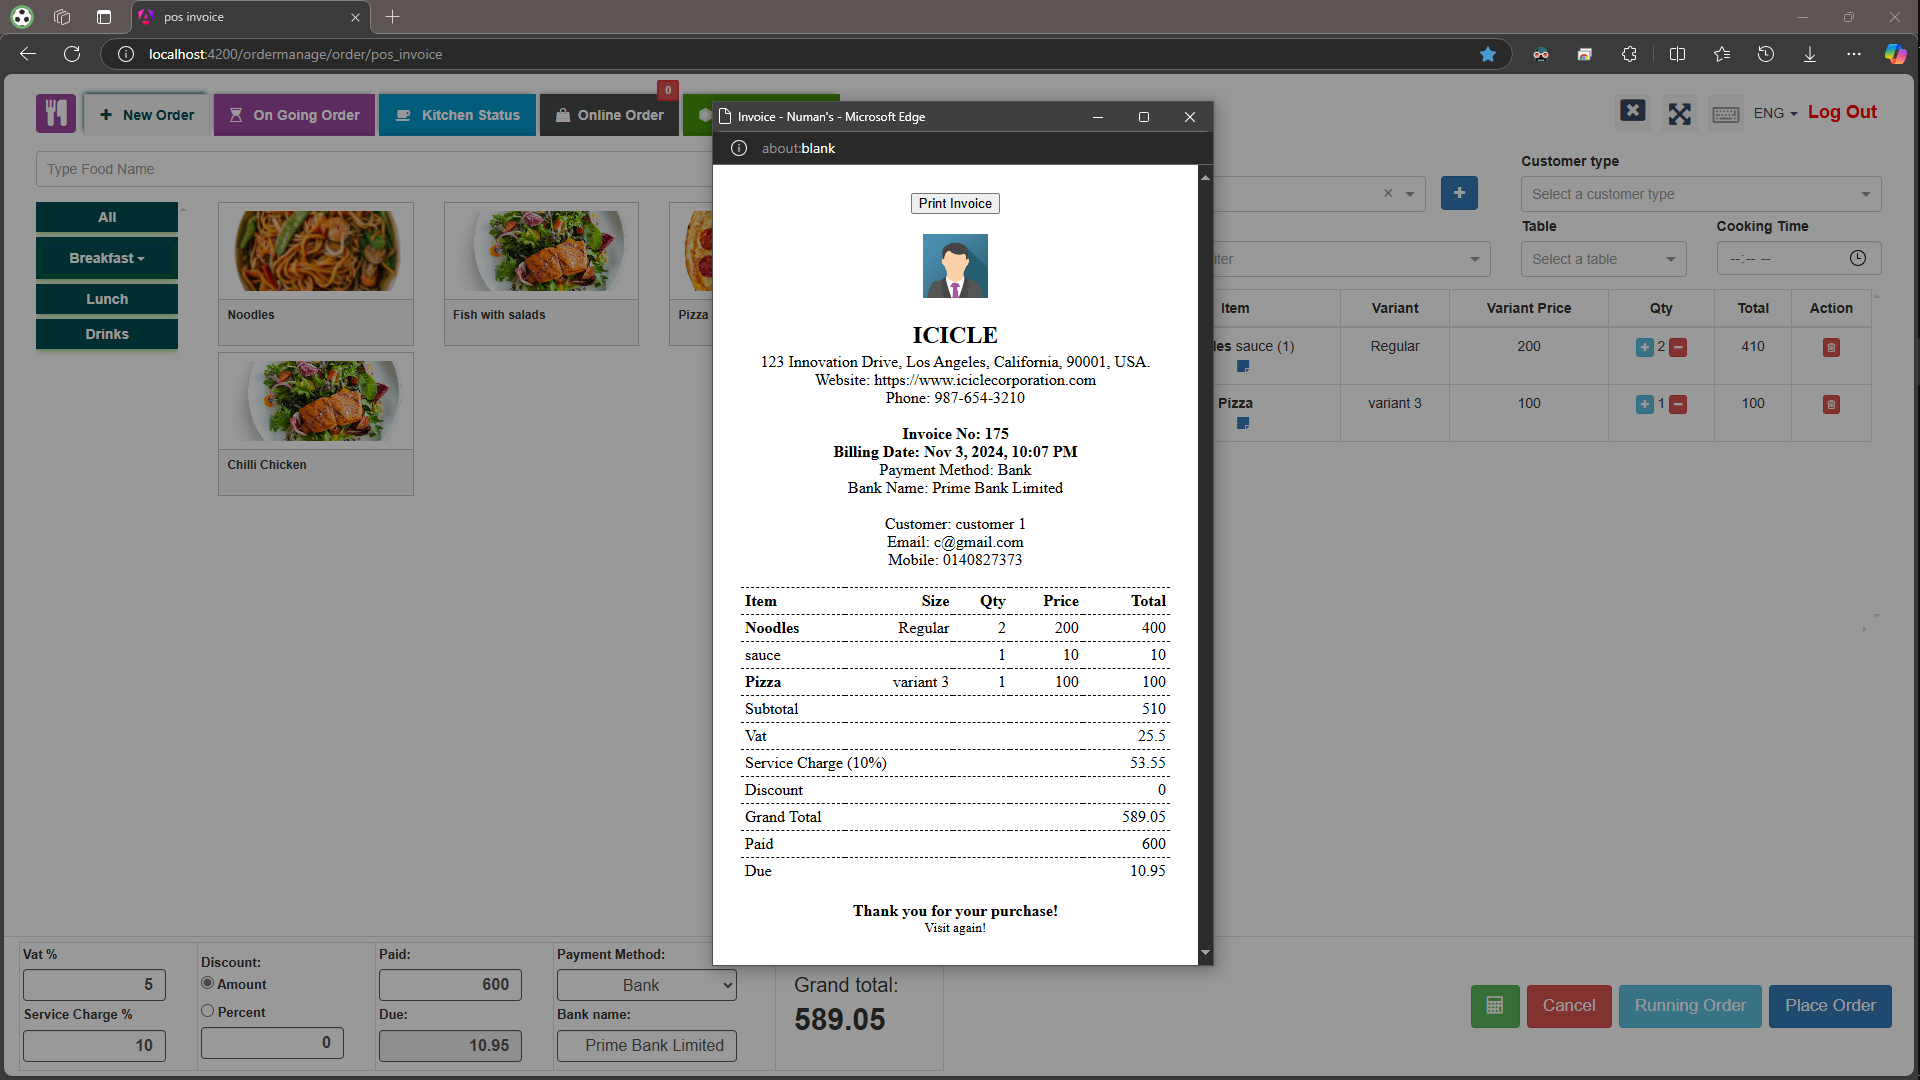 pos invoice
localhost:4200/ordermanage/order/pos_invoice
New Order
On Going Order
Kitchen Status
Online Order
0
ENG
Log Out
Type Food Name
All
Breakfast
Lunch
Drinks
Noodles
Fish with salads
Pizza
Chilli Chicken
Customer type
Select a customer type
Table
Cooking Time
Select a table
--:-- --
Item Variant Variant Price Qty Total Action
sauce (1) Regular 200 2 410
Pizza variant 3 100 1 100
Invoice - Numan's - Microsoft Edge
about:blank
Print Invoice
ICICLE
123 Innovation Drive, Los Angeles, California, 90001, USA.
Website: https://www.iciclecorporation.com
Phone: 987-654-3210
Invoice No: 175
Billing Date: Nov 3, 2024, 10:07 PM
Payment Method: Bank
Bank Name: Prime Bank Limited
Customer: customer 1
Email: c@gmail.com
Mobile: 0140827373
Item Size Qty Price Total
Noodles Regular 2 200 400
sauce 1 10 10
Pizza variant 3 1 100 100
Subtotal 510
Vat 25.5
Service Charge (10%) 53.55
Discount 0
Grand Total 589.05
Paid 600
Due 10.95
Thank you for your purchase!
Visit again!
Vat %
5
Service Charge %
10
Discount:
Amount
Percent
0
Paid:
600
Due:
10.95
Payment Method:
Bank
Bank name:
Prime Bank Limited
Grand total:
589.05
Cancel
Running Order
Place Order